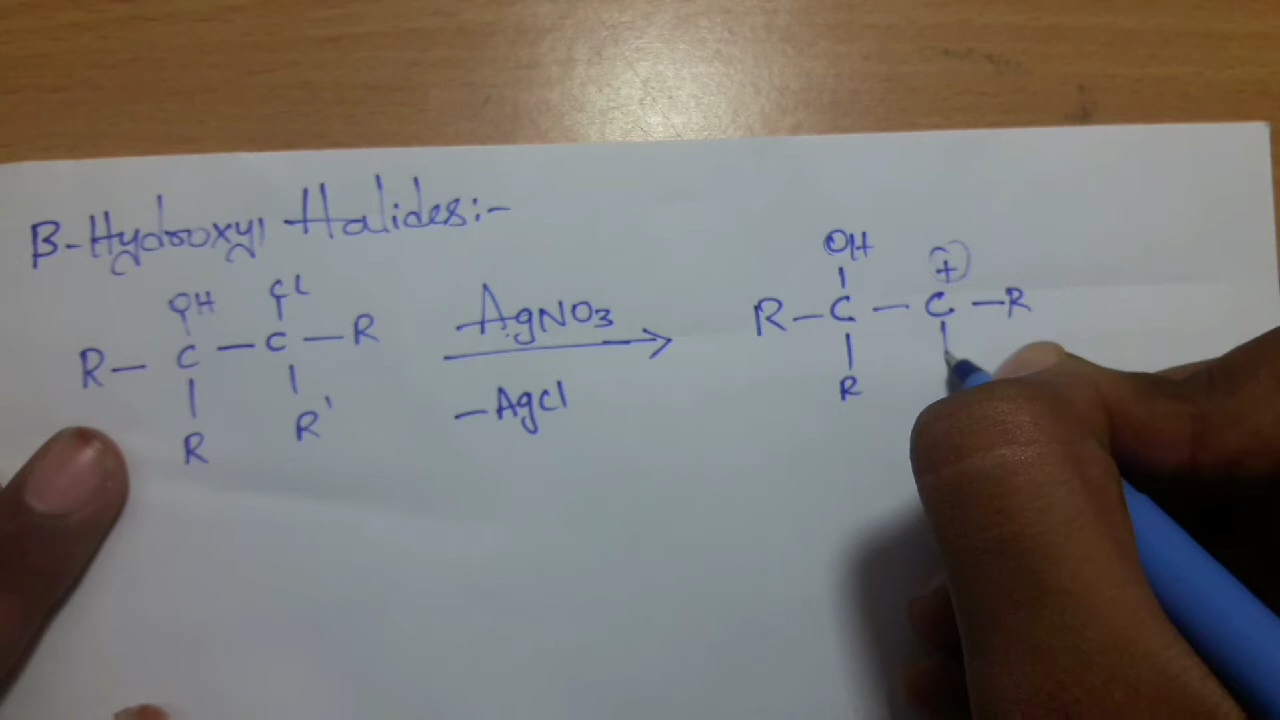 β-Hydroxyl Halides:-
OH Cl
R-C-C-R
R R'
AgNO3
-AgCl
OH +
R-C-C-R
R